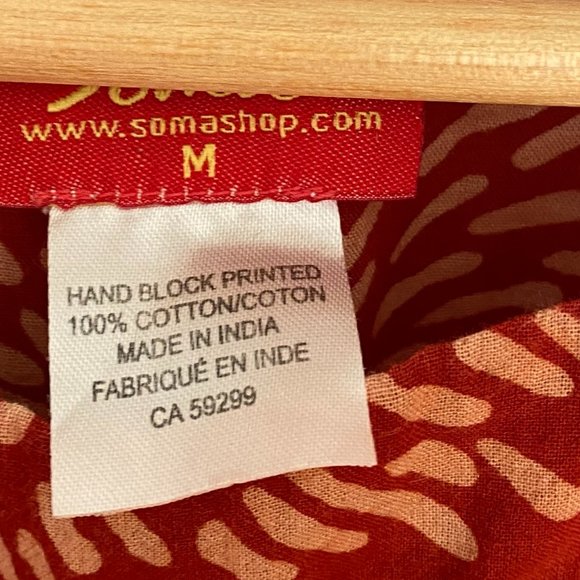 www.somashop.com
M
HAND BLOCK PRINTED
100% COTTON/COTON
MADE IN INDIA
FABRIQUÉ EN INDE
CA 59299